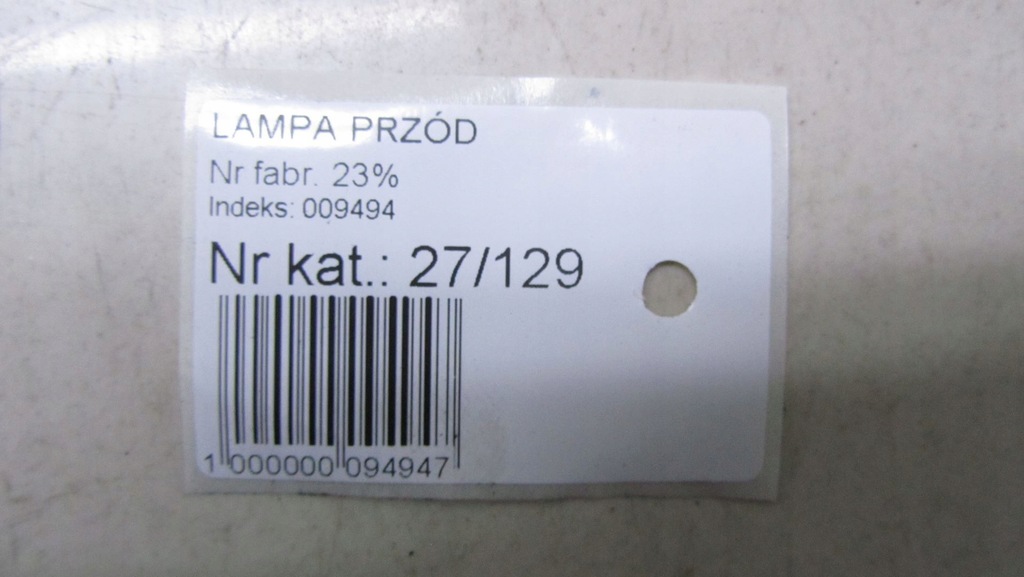 LAMPA PRZÓD
Nr fabr. 23%
Indeks: 009494
Nr kat.: 27/129
1 000000 094947